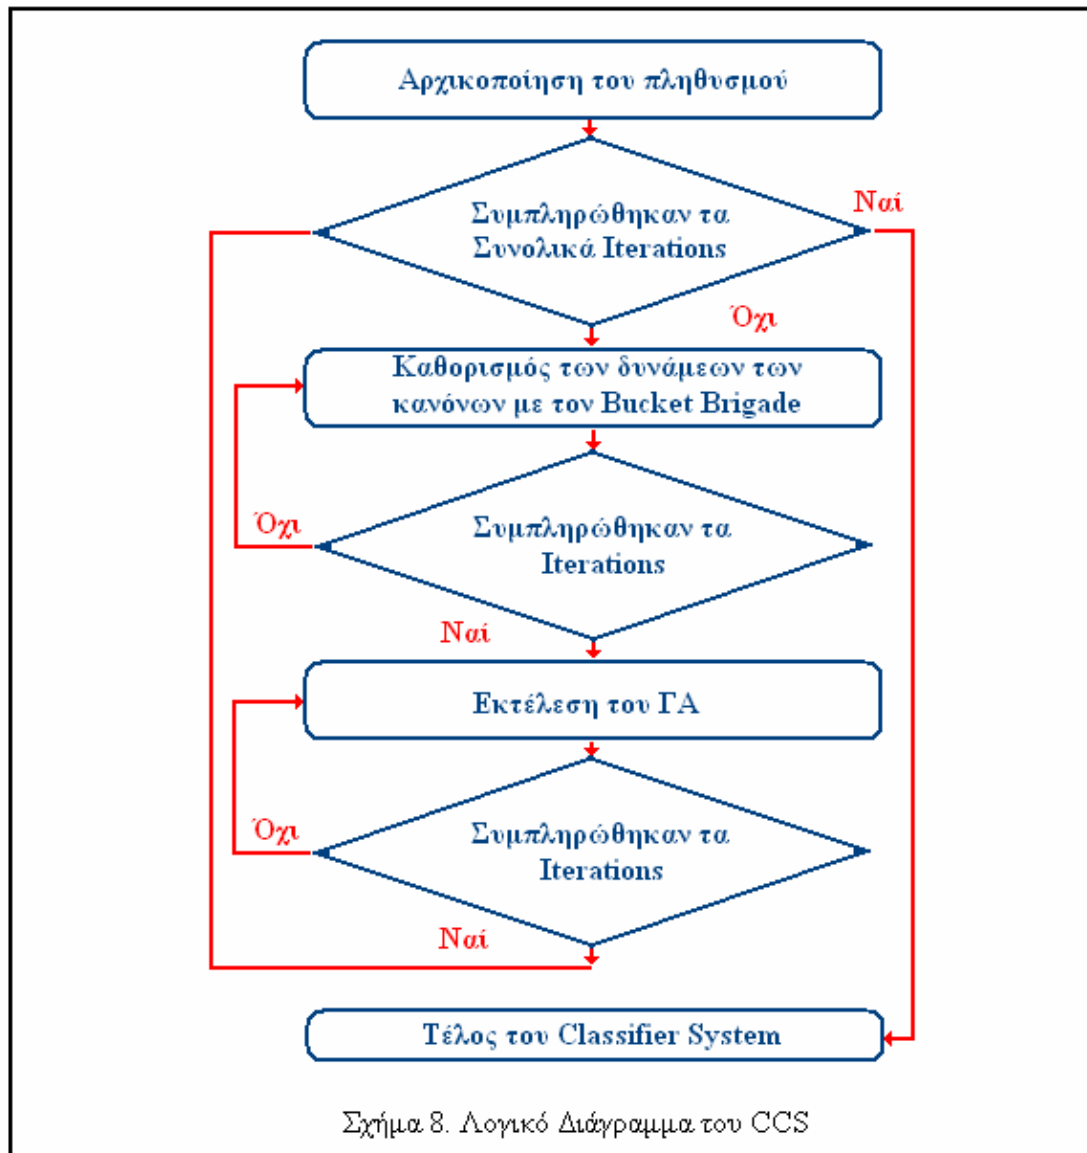 Αρχικοποίηση του πληθυσμού
Συμπληρώθηκαν τα
Συνολικά Iterations
Ναί
Όχι
Καθορισμός των δυνάμεων των
κανόνων με τον Bucket Brigade
Συμπληρώθηκαν τα
Iterations
Όχι
Ναί
Εκτέλεση του ΓΑ
Συμπληρώθηκαν τα
Iterations
Όχι
Ναί
Τέλος του Classifier System
Σχήμα 8. Λογικό Διάγραμμα του CCS